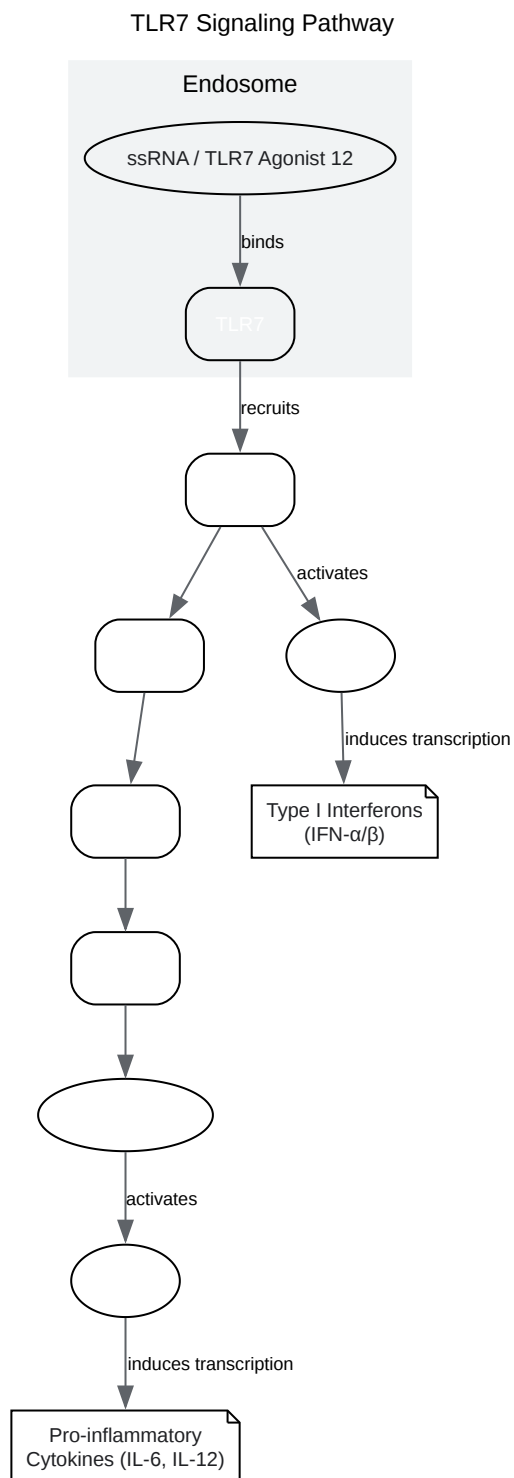 TLR7 Signaling Pathway
Endosome
ssRNA / TLR7 Agonist 12
binds
TLR7
recruits
activates
induces transcription
Type I Interferons
(IFN-α/β)
activates
induces transcription
Pro-inflammatory
Cytokines (IL-6, IL-12)